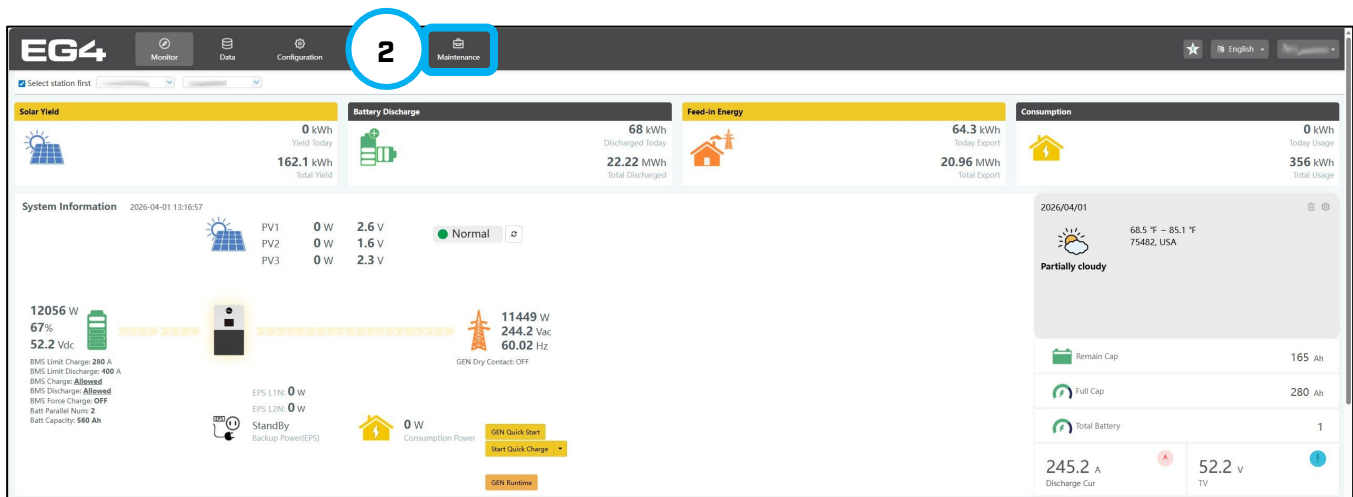 EG4
Monitor
Data
Configuration
2
Maintenance
English
Select station first
Solar Yield
0 kWh
Yield Today
162.1 kWh
Total Yield
Battery Discharge
68 kWh
Discharged Today
22.22 MWh
Total Discharged
Feed-in Energy
64.3 kWh
Today Export
20.96 MWh
Total Export
Consumption
0 kWh
Today Usage
356 kWh
Total Usage
System Information 2026-04-01 13:16:57
PV1 0 W 2.6 V
PV2 0 W 1.6 V
PV3 0 W 2.3 V
Normal
12056 W
67%
52.2 Vdc
BMS Limit Charge: 280 A
BMS Limit Discharge: 400 A
BMS Charge: Allowed
BMS Discharge: Allowed
BMS Force Charge: OFF
Batt Parallel Num: 2
Batt Capacity: 560 Ah
11449 W
244.2 Vac
60.02 Hz
GEN Dry Contact: OFF
EPS L1N: 0 W
EPS L2N: 0 W
EPS
StandBy
Backup Power(EPS)
0 W
Consumption Power
GEN Quick Start
Start Quick Charge
GEN Runtime
2026/04/01
68.5 °F ~ 85.1 °F
75482, USA
Partially cloudy
Remain Cap 165 Ah
Full Cap 280 Ah
Total Battery 1
245.2 A
Discharge Cur
A
52.2 V
TV